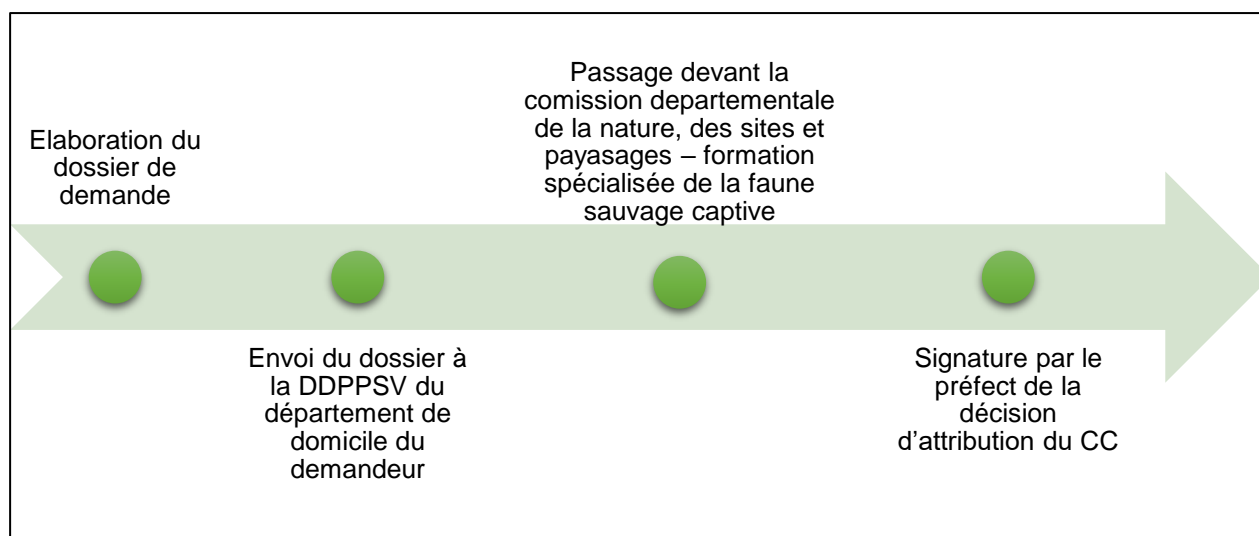 Elaboration du
dossier de
demande
Envoi du dossier à
la DDPPSV du
département de
domicile du
demandeur
Passage devant la
comission departementale
de la nature, des sites et
payasages – formation
spécialisée de la faune
sauvage captive
Signature par le
préfect de la
décision
d'attribution du CC